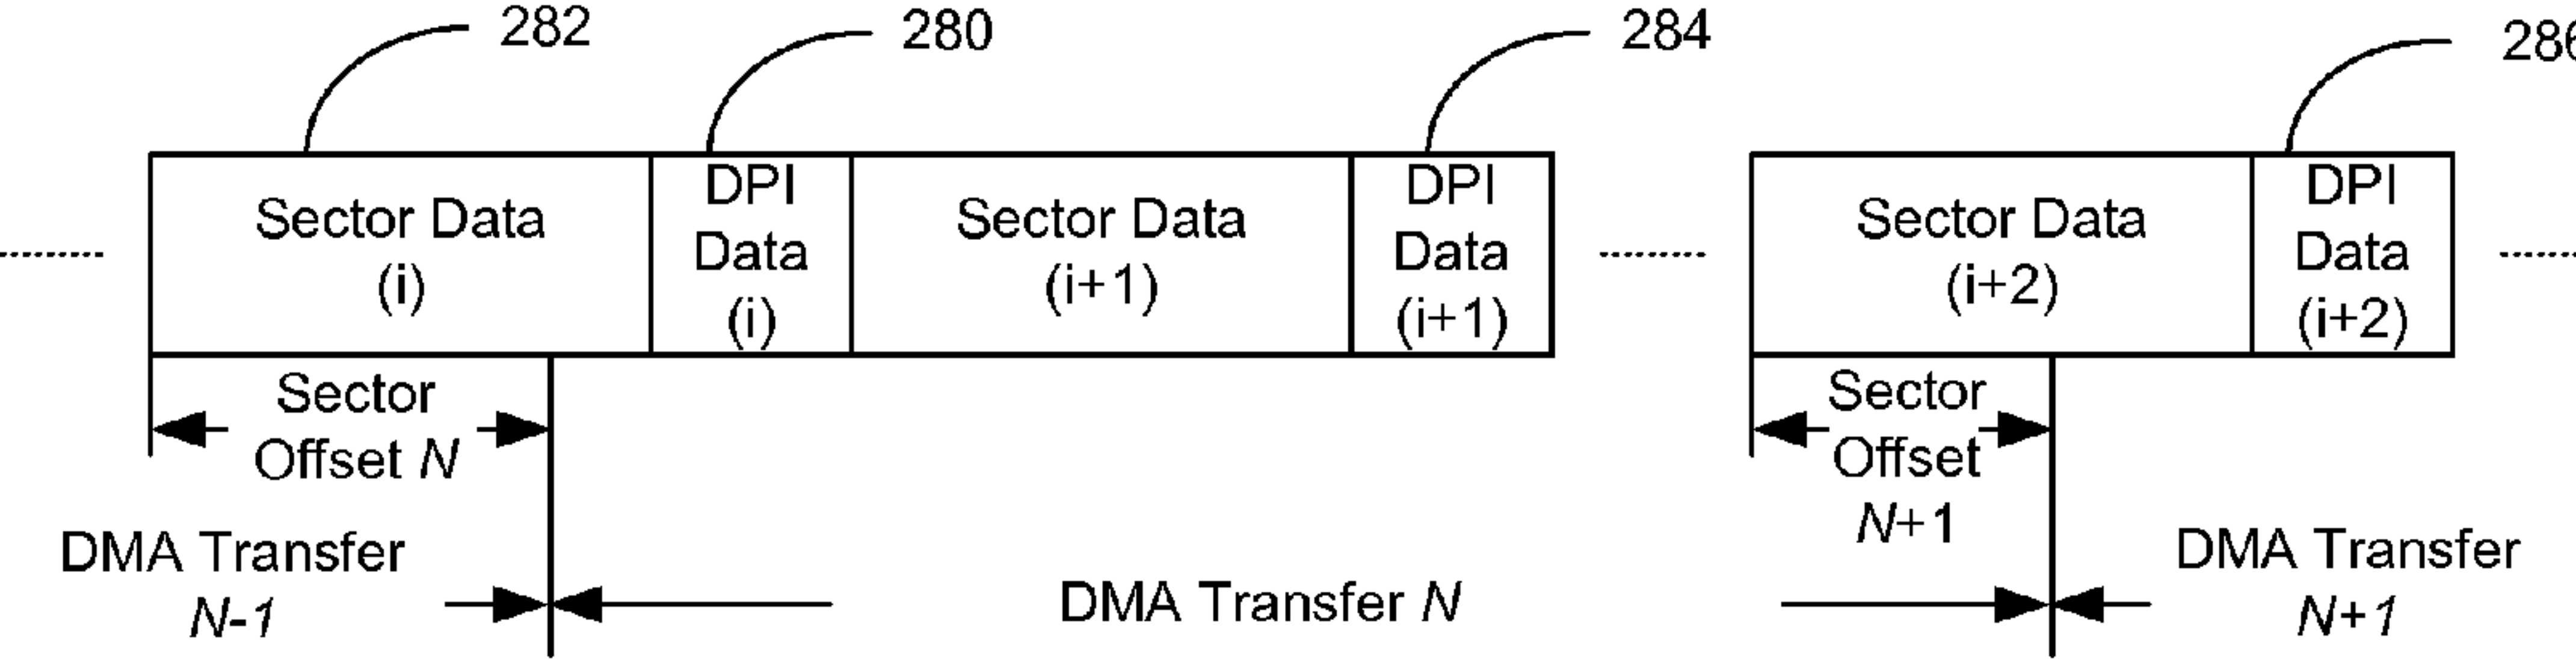 282
280
284
286
Sector Data
(i)
DPI
Data
(i)
Sector Data
(i+1)
DPI
Data
(i+1)
Sector Data
(i+2)
DPI
Data
(i+2)
Sector
Offset N
Sector
Offset
N+1
DMA Transfer
N-1
DMA Transfer N
DMA Transfer
N+1